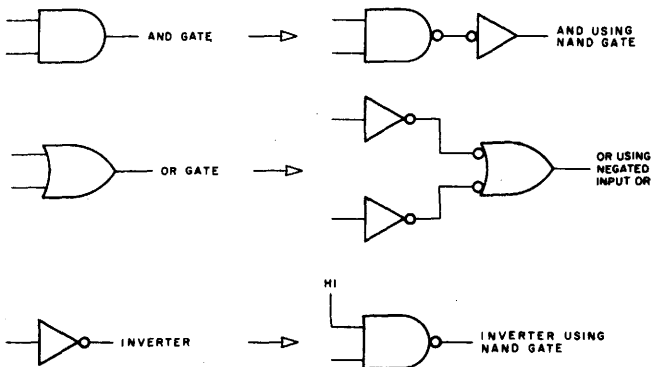 AND GATE
AND USING
NAND GATE
OR GATE
OR USING
NEGATED
INPUT OR
HI
INVERTER
INVERTER USING
NAND GATE